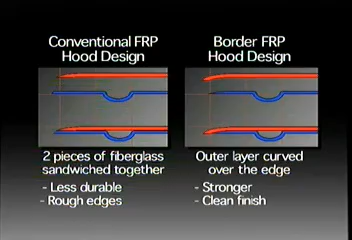 Conventional FRP
Hood Design
2 pieces of fiberglass
sandwiched together
- Less durable
- Rough edges
Border FRP
Hood Design
Outer layer curved
over the edge
- Stronger
- Clean finish